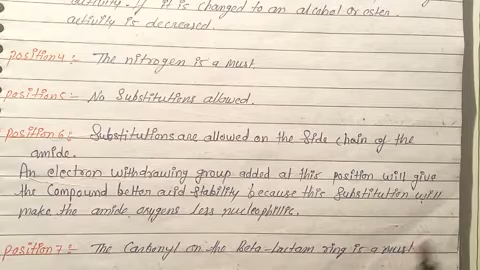 activity. If it is changed to an alcohol or ester.
activity is decreased.
Position 4 :- The nitrogen is a must.
Position 5 :- No Substitutions allowed.
Position 6 :- Substitutions are allowed on the side chain of the
amide.
An electron withdrawing group added at this position will give
the Compound better acid stability because this Substitution will
make the amide oxygens less nucleophillic.
Position 7 :- The Carbonyl on the Beta-lactam ring is a must